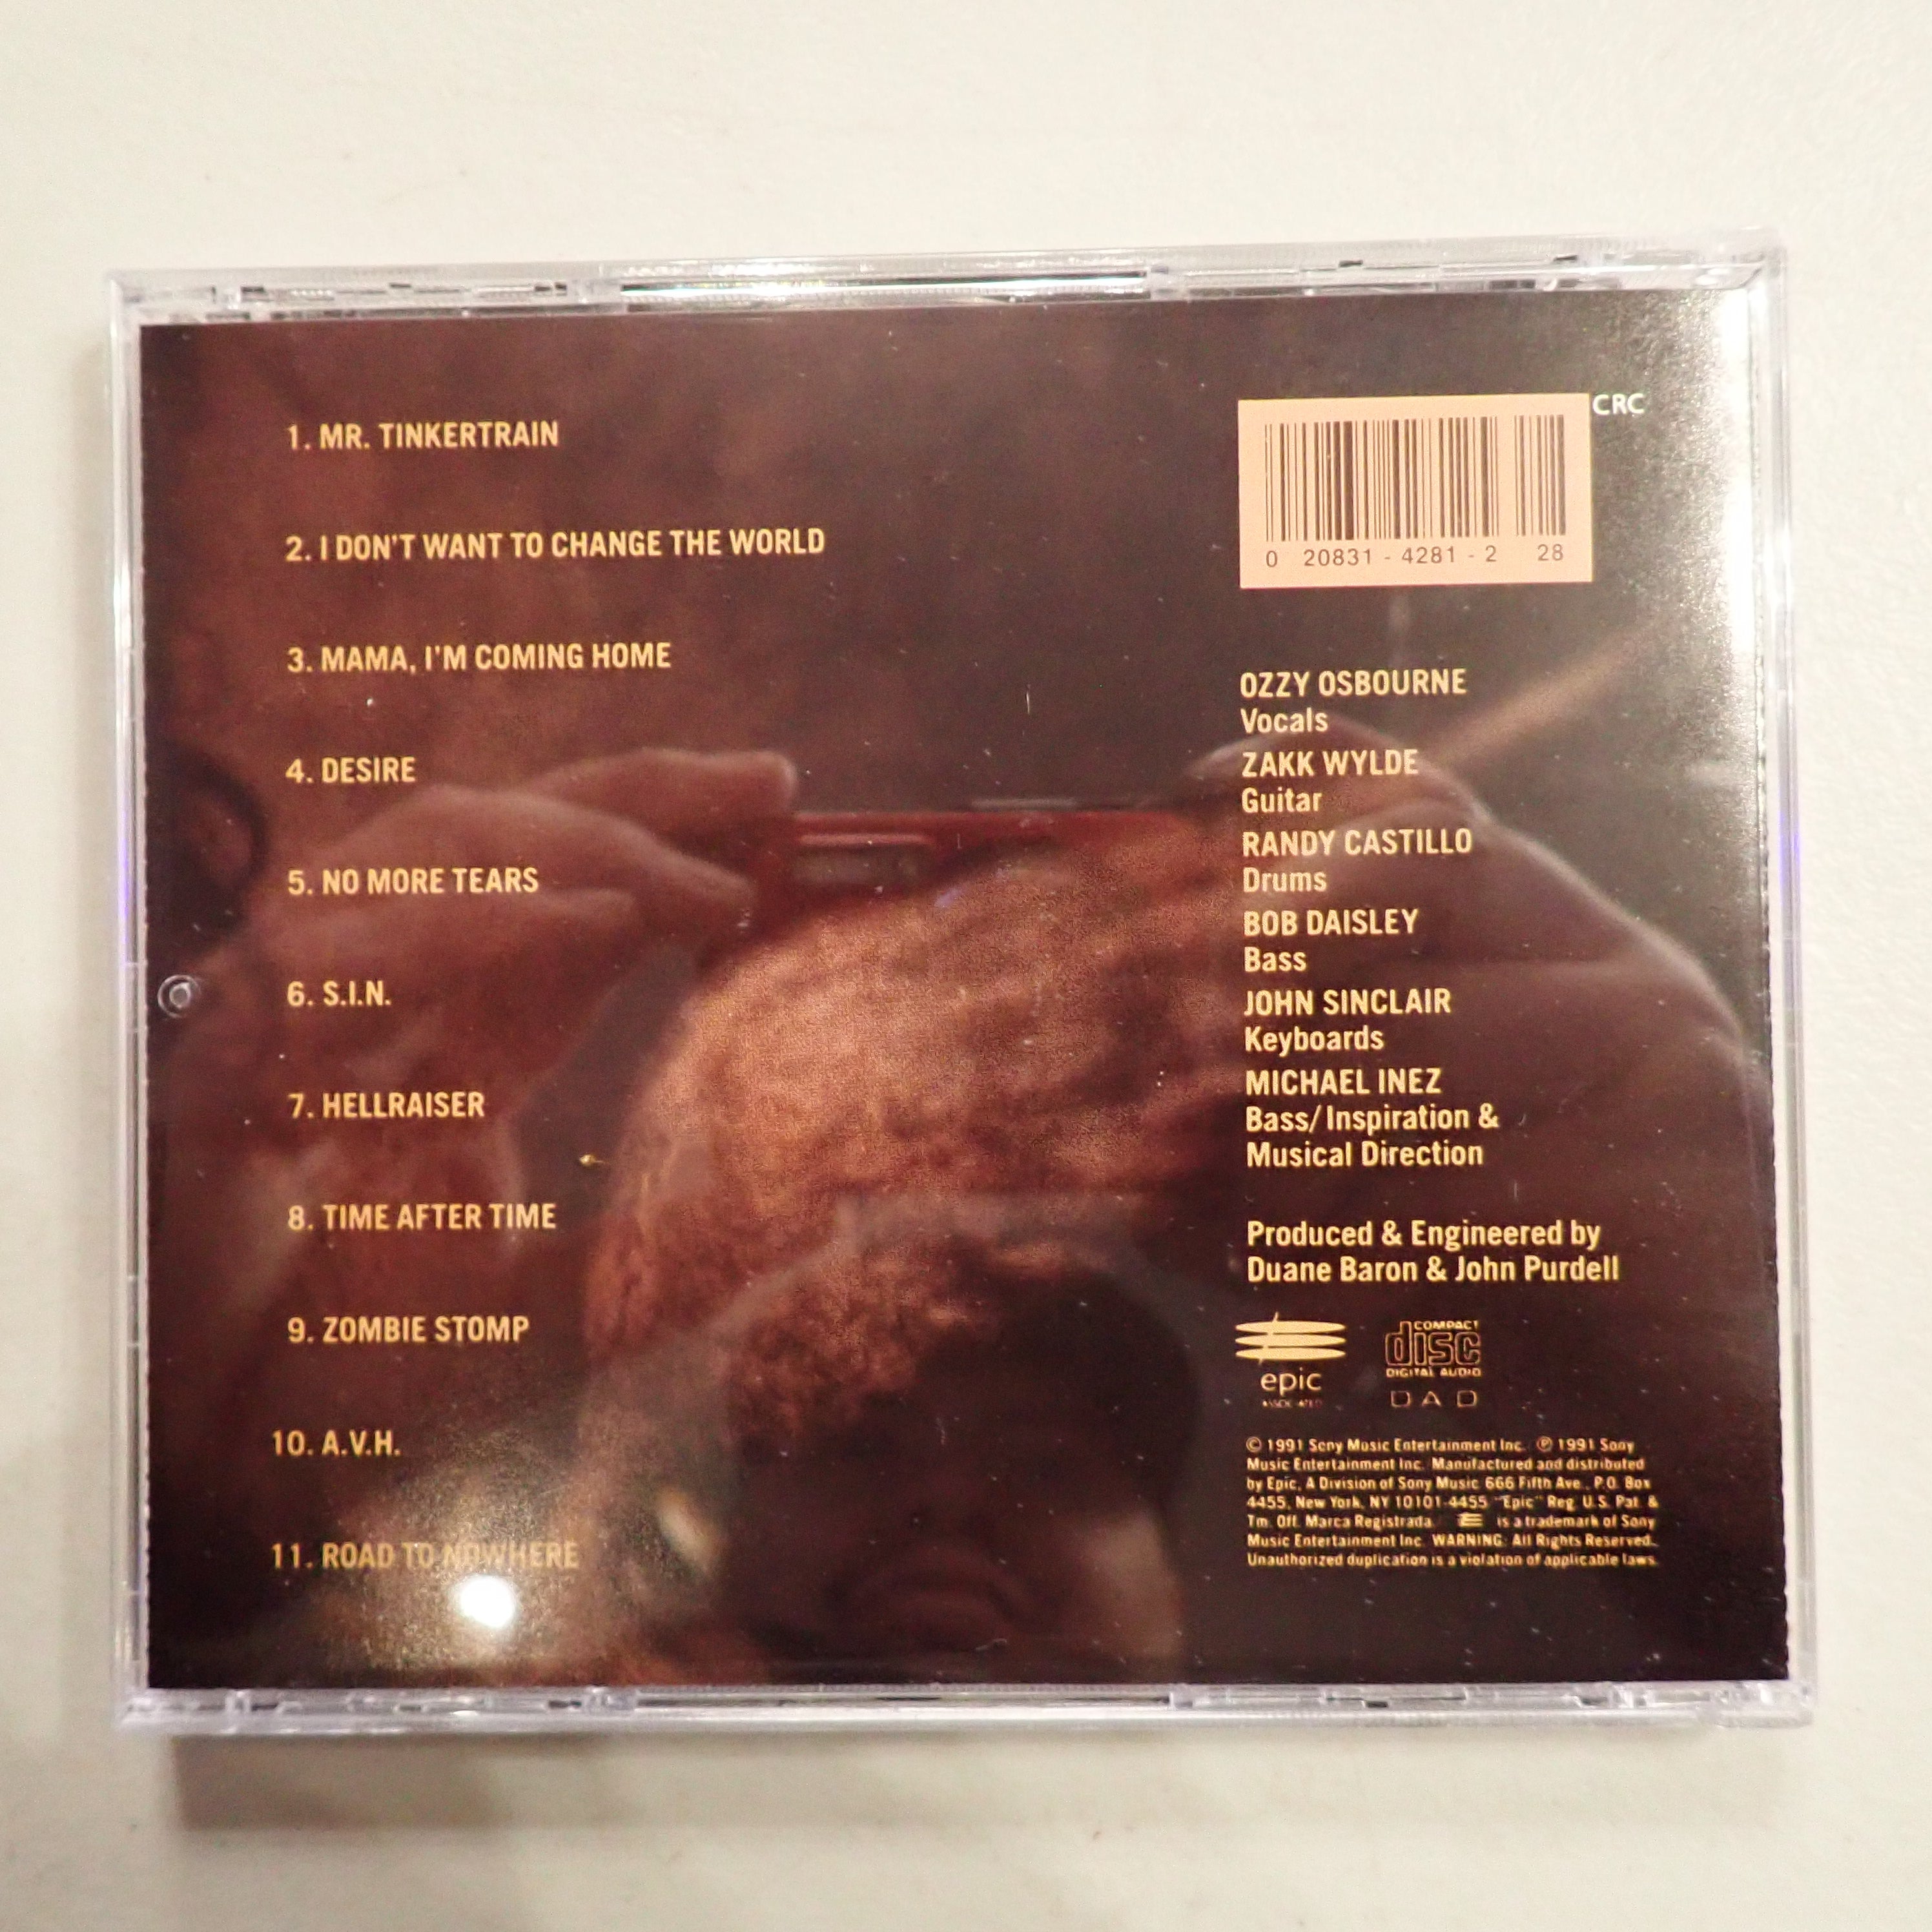 1. MR. TINKERTRAIN
2. I DON'T WANT TO CHANGE THE WORLD
3. MAMA, I'M COMING HOME
4. DESIRE
5. NO MORE TEARS
6. S.I.N.
7. HELLRAISER
8. TIME AFTER TIME
9. ZOMBIE STOMP
10. A.V.H.
11. ROAD TO NOWHERE
CRC
0 20831 - 4281 - 2 28
OZZY OSBOURNE
Vocals
ZAKK WYLDE
Guitar
RANDY CASTILLO
Drums
BOB DAISLEY
Bass
JOHN SINCLAIR
Keyboards
MICHAEL INEZ
Bass/Inspiration &
Musical Direction
Produced & Engineered by
Duane Baron & John Purdell
epic
ASSOCIATED
COMPACT
disc
DIGITAL AUDIO
DAD
© 1991 Sony Music Entertainment Inc. ℗ 1991 Sony
Music Entertainment Inc. Manufactured and distributed
by Epic, A Division of Sony Music 666 Fifth Ave., P.O. Box
4455, New York, NY 10101-4455 "Epic" Reg. U.S. Pat. &
Tm. Off. Marca Registrada. is a trademark of Sony
Music Entertainment Inc. WARNING: All Rights Reserved.
Unauthorized duplication is a violation of applicable laws.